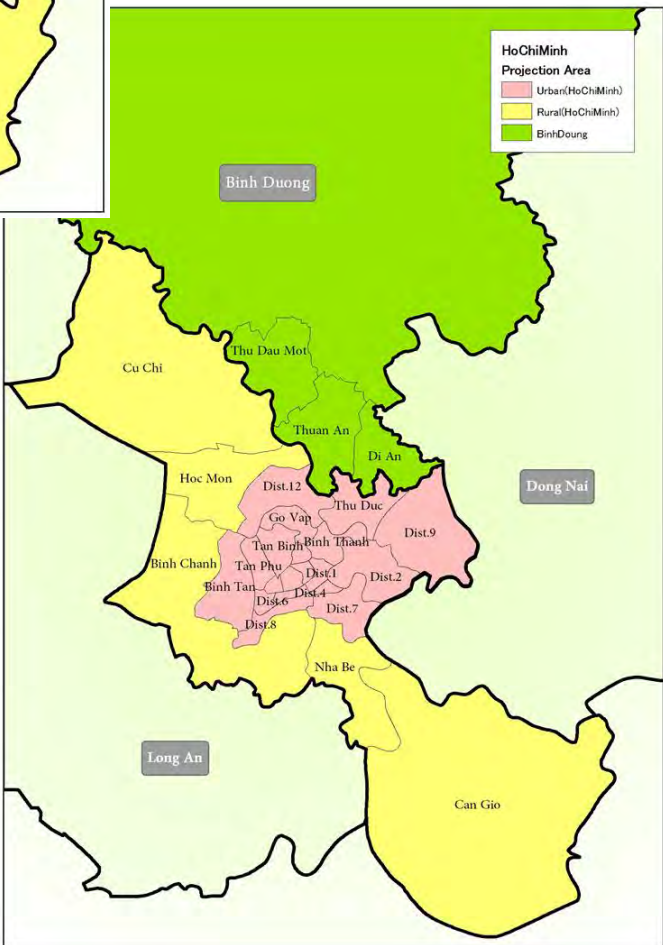 HoChiMinh
Projection Area
Urban(HoChiMinh)
Rural(HoChiMinh)
BinhDoung
Binh Duong
Thu Dau Mot
Cu Chi
Thuan An
Di An
Hoc Mon
Dist.12
Dong Nai
Thu Duc
Go Vap
Dist.9
Tan Binh
Binh Thanh
Binh Chanh
Tan Phu
Dist.1
Dist.2
Binh Tan
Dist.4
Dist.6
Dist.7
Dist.8
Nha Be
Long An
Can Gio